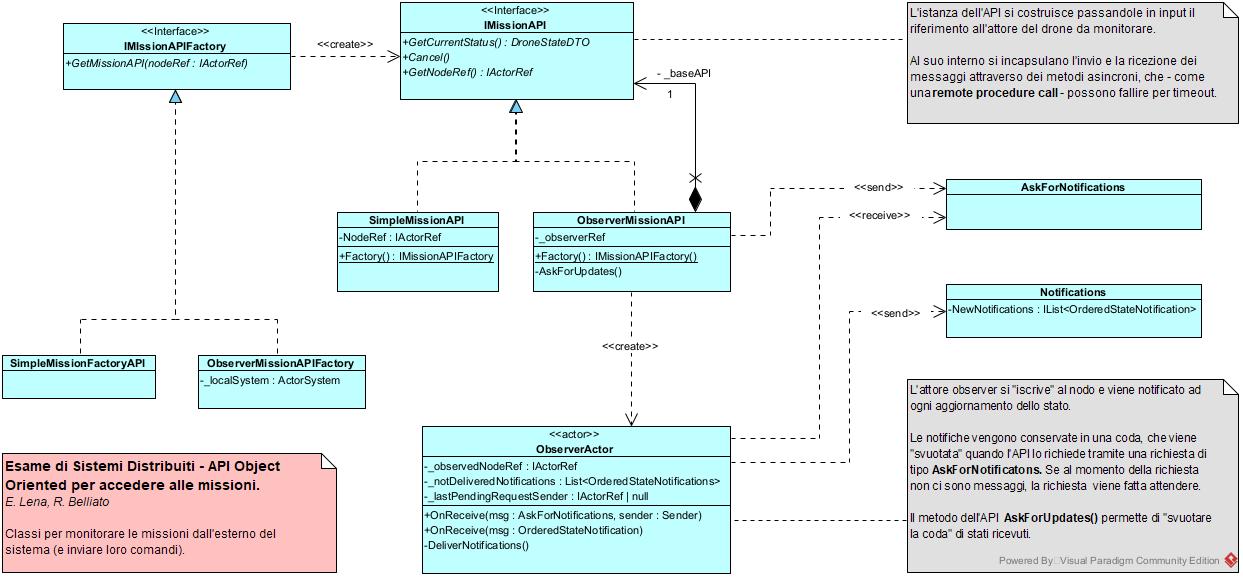 <<Interface>>
IMissionAPIFactory
+GetMissionAPI(nodeRef : IActorRef)
<<create>>
<<Interface>>
IMissionAPI
+GetCurrentStatus() : DroneStateDTO
+Cancel()
+GetNodeRef() : IActorRef
- _baseAPI
1
L'istanza dell'API si costruisce passandole in input il
riferimento all'attore del drone da monitorare.
Al suo interno si incapsulano l'invio e la ricezione dei
messaggi attraverso dei metodi asincroni, che - come
una remote procedure call - possono fallire per timeout.
SimpleMissionAPI
-NodeRef : IActorRef
+Factory() : IMissionAPIFactory
ObserverMissionAPI
-_observerRef
+Factory() : IMissionAPIFactory()
-AskForUpdates()
<<send>>
<<receive>>
AskForNotifications
<<send>>
Notifications
-NewNotifications : IList<OrderedStateNotification>
<<create>>
SimpleMissionFactoryAPI
ObserverMissionAPIFactory
-_localSystem : ActorSystem
<<actor>>
ObserverActor
-_observedNodeRef : IActorRef
-_notDeliveredNotifications : List<OrderedStateNotifications>
-_lastPendingRequestSender : IActorRef | null
+OnReceive(msg : AskForNotifications, sender : Sender)
+OnReceive(msg : OrderedStateNotification)
-DeliverNotifications()
L'attore observer si "iscrive" al nodo e viene notificato ad
ogni aggiornamento dello stato.
Le notifiche vengono conservate in una coda, che viene
"svuotata" quando l'API lo richiede tramite una richiesta di
tipo AskForNotificatons. Se al momento della richiesta
non ci sono messaggi, la richiesta viene fatta attendere.
Il metodo dell'API AskForUpdates() permette di "svuotare
la coda" di stati ricevuti.
Esame di Sistemi Distribuiti - API Object
Oriented per accedere alle missioni.
E. Lena, R. Belliato
Classi per monitorare le missioni dall'esterno del
sistema (e inviare loro comandi).
Powered By Visual Paradigm Community Edition